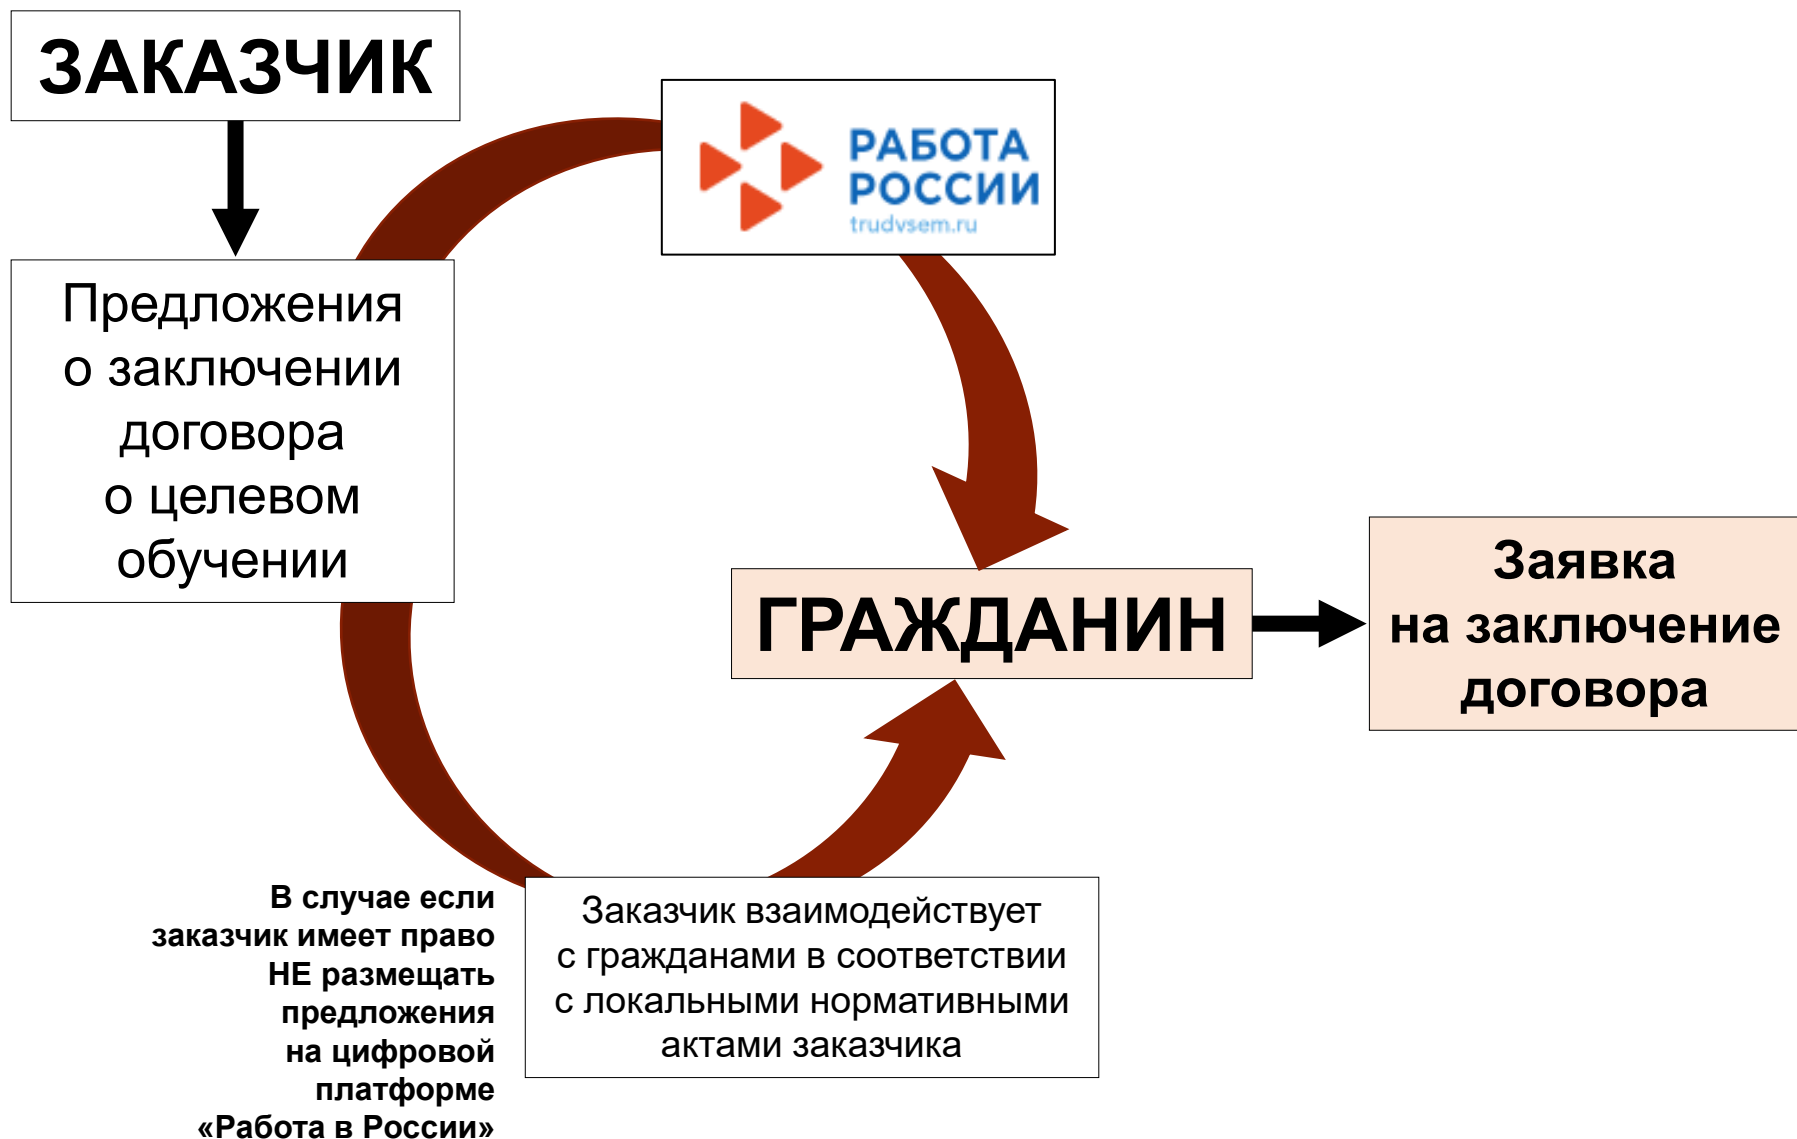 ЗАКАЗЧИК
РАБОТА
РОССИИ
trudvsem.ru
Предложения
о заключении
договора
о целевом
обучении
ГРАЖДАНИН
Заявка
на заключение
договора
В случае если
заказчик имеет право
НЕ размещать
предложения
на цифровой
платформе
«Работа в России»
Заказчик взаимодействует
с гражданами в соответствии
с локальными нормативными
актами заказчика